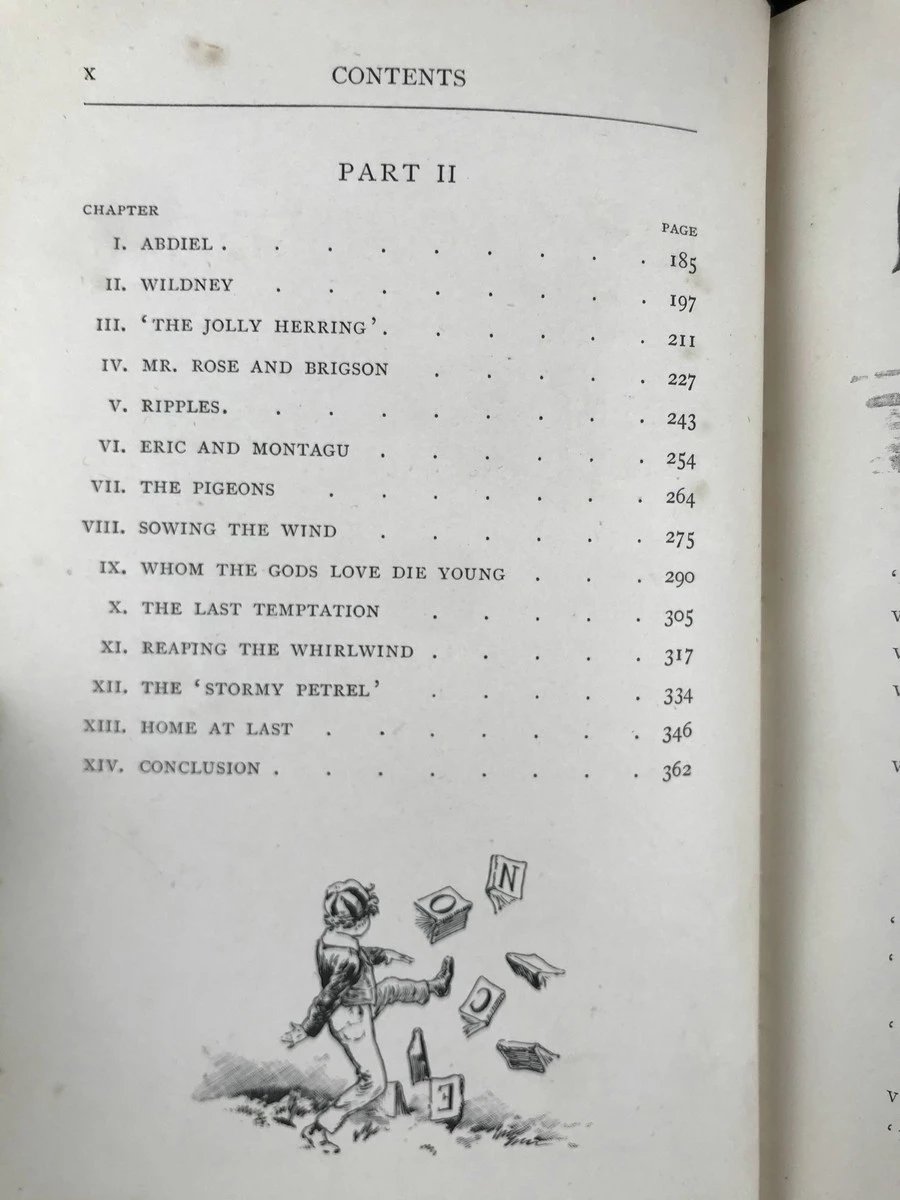 x CONTENTS
PART II
CHAPTER PAGE
I. ABDIEL . . . . . . . . . 185
II. WILDNEY . . . . . . . . 197
III. ‘THE JOLLY HERRING’ . . . . . . 211
IV. MR. ROSE AND BRIGSON . . . . . 227
V. RIPPLES. . . . . . . . . 243
VI. ERIC AND MONTAGU . . . . . . 254
VII. THE PIGEONS . . . . . . . 264
VIII. SOWING THE WIND . . . . . . 275
IX. WHOM THE GODS LOVE DIE YOUNG . . . 290
X. THE LAST TEMPTATION . . . . . 305
XI. REAPING THE WHIRLWIND . . . . . 317
XII. THE ‘STORMY PETREL’ . . . . . 334
XIII. HOME AT LAST . . . . . . . 346
XIV. CONCLUSION . . . . . . . . 362
N
O
C
E